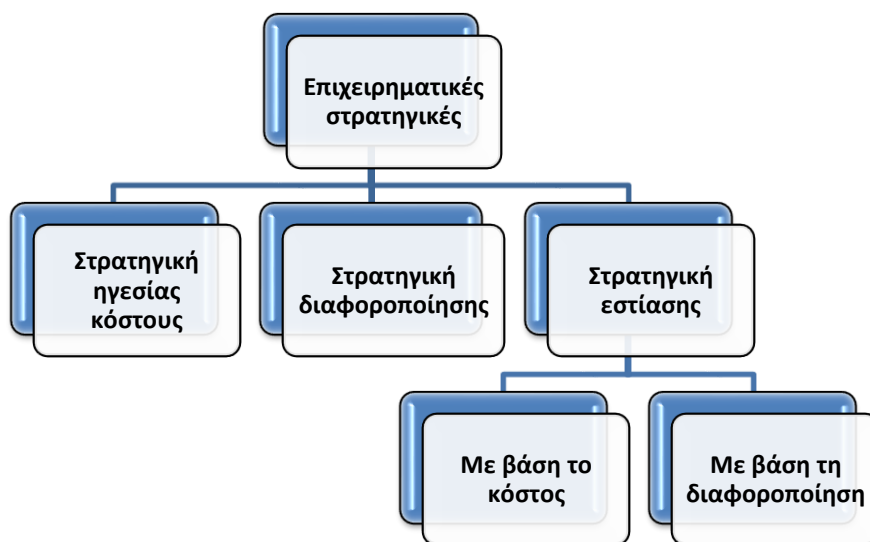 Επιχειρηματικές
στρατηγικές
Στρατηγική
ηγεσίας
κόστους
Στρατηγική
διαφοροποίησης
Στρατηγική
εστίασης
Με βάση το
κόστος
Με βάση τη
διαφοροποίηση